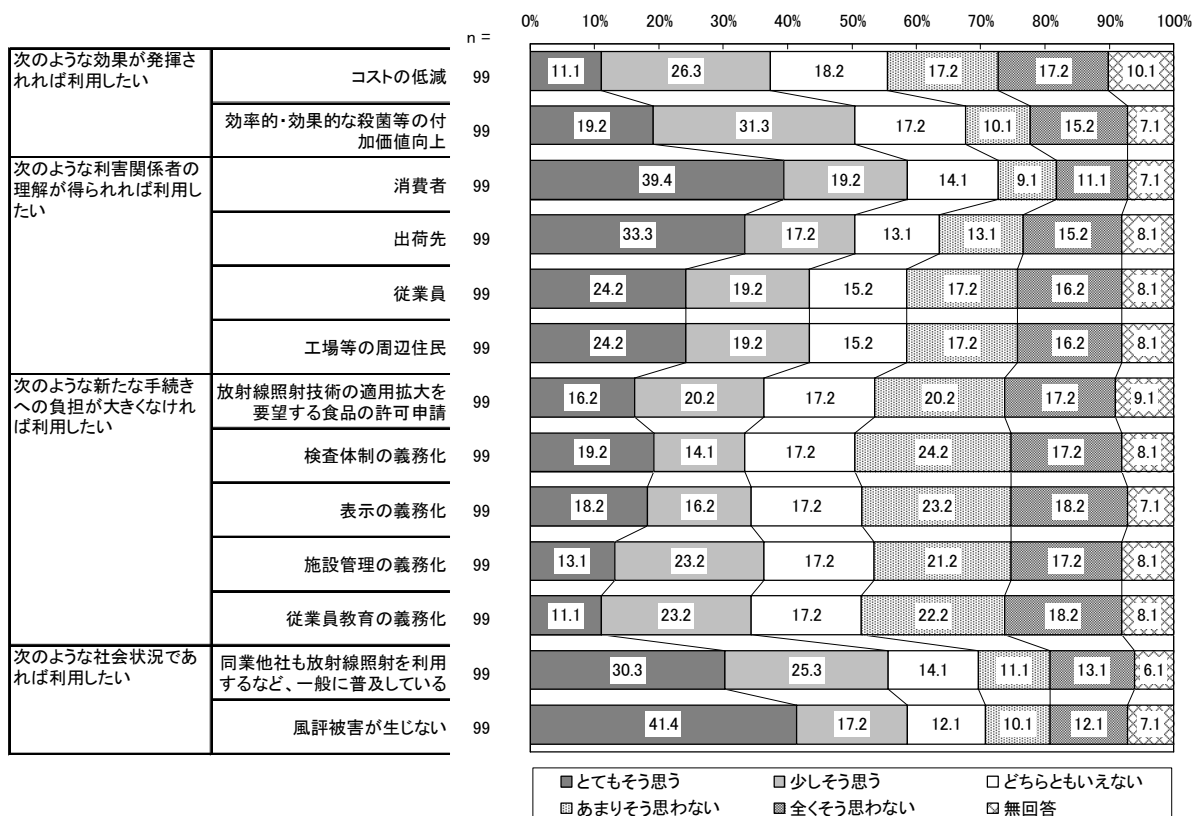 0% 10% 20% 30% 40% 50% 60% 70% 80% 90% 100%
n =
次のような効果が発揮さ
れれば利用したい
コストの低減 99 11.1 26.3 18.2 17.2 17.2 10.1
効率的・効果的な殺菌等の付
加価値向上 99 19.2 31.3 17.2 10.1 15.2 7.1
次のような利害関係者の
理解が得られれば利用し
たい
消費者 99 39.4 19.2 14.1 9.1 11.1 7.1
出荷先 99 33.3 17.2 13.1 13.1 15.2 8.1
従業員 99 24.2 19.2 15.2 17.2 16.2 8.1
工場等の周辺住民 99 24.2 19.2 15.2 17.2 16.2 8.1
次のような新たな手続き
への負担が大きくなけれ
ば利用したい
放射線照射技術の適用拡大を
要望する食品の許可申請 99 16.2 20.2 17.2 20.2 17.2 9.1
検査体制の義務化 99 19.2 14.1 17.2 24.2 17.2 8.1
表示の義務化 99 18.2 16.2 17.2 23.2 18.2 7.1
施設管理の義務化 99 13.1 23.2 17.2 21.2 17.2 8.1
従業員教育の義務化 99 11.1 23.2 17.2 22.2 18.2 8.1
次のような社会状況であ
れば利用したい
同業他社も放射線照射を利用
するなど、一般に普及している 99 30.3 25.3 14.1 11.1 13.1 6.1
風評被害が生じない 99 41.4 17.2 12.1 10.1 12.1 7.1
とてもそう思う 少しそう思う どちらともいえない
あまりそう思わない 全くそう思わない 無回答